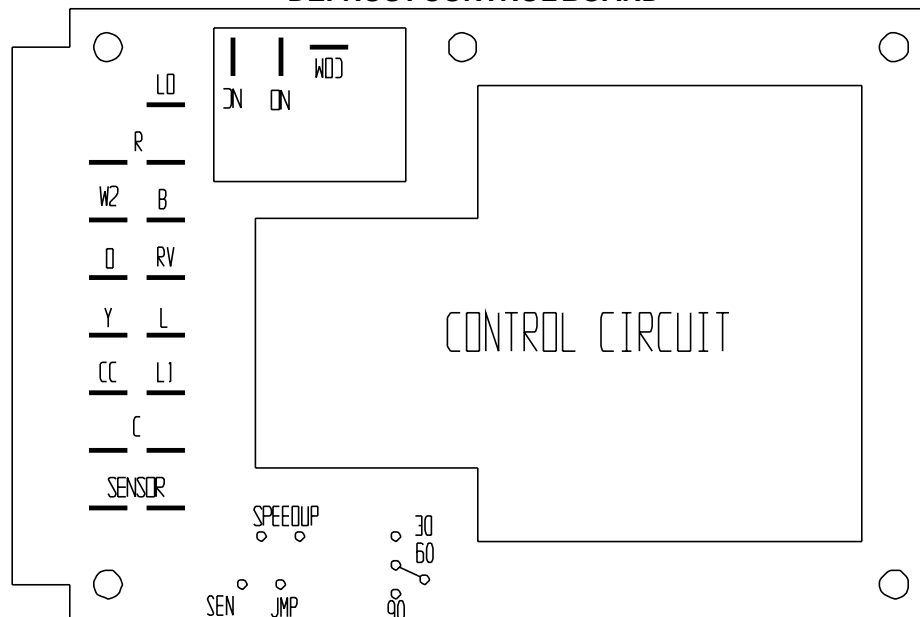 DEFROST CONTROL BOARD
LO
NC NO COM
R
W2 B
O RV
Y L
CONTROL CIRCUIT
CC L1
C
SENSOR
SPEEDUP
30
60
SEN JMP
90